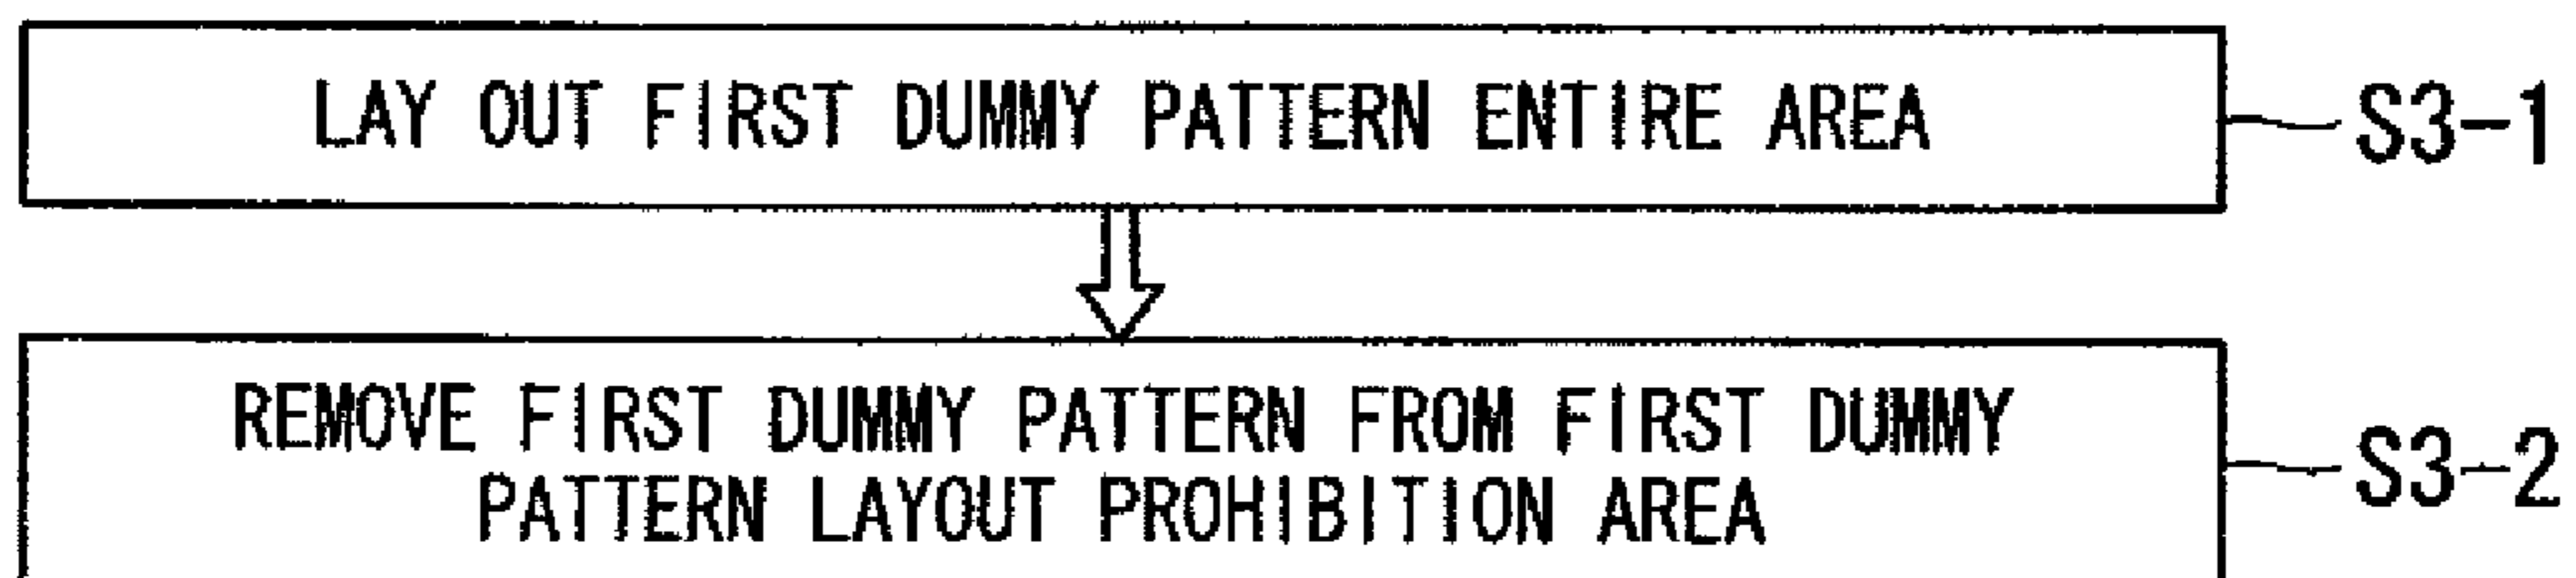 LAY OUT FIRST DUMMY PATTERN ENTIRE AREA
S3-1
REMOVE FIRST DUMMY PATTERN FROM FIRST DUMMY
PATTERN LAYOUT PROHIBITION AREA
S3-2